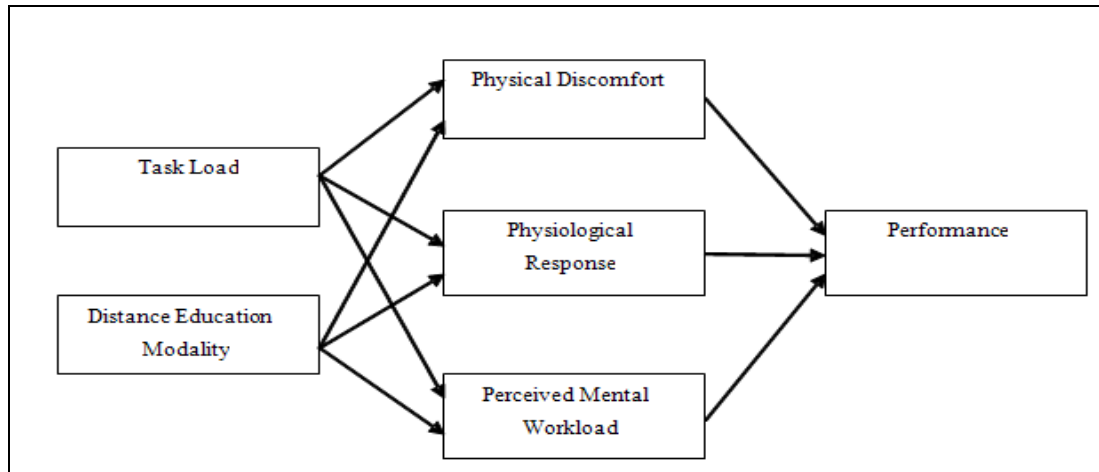 Physical Discomfort
Task Load
Physiological
Response
Performance
Distance Education
Modality
Perceived Mental
Workload